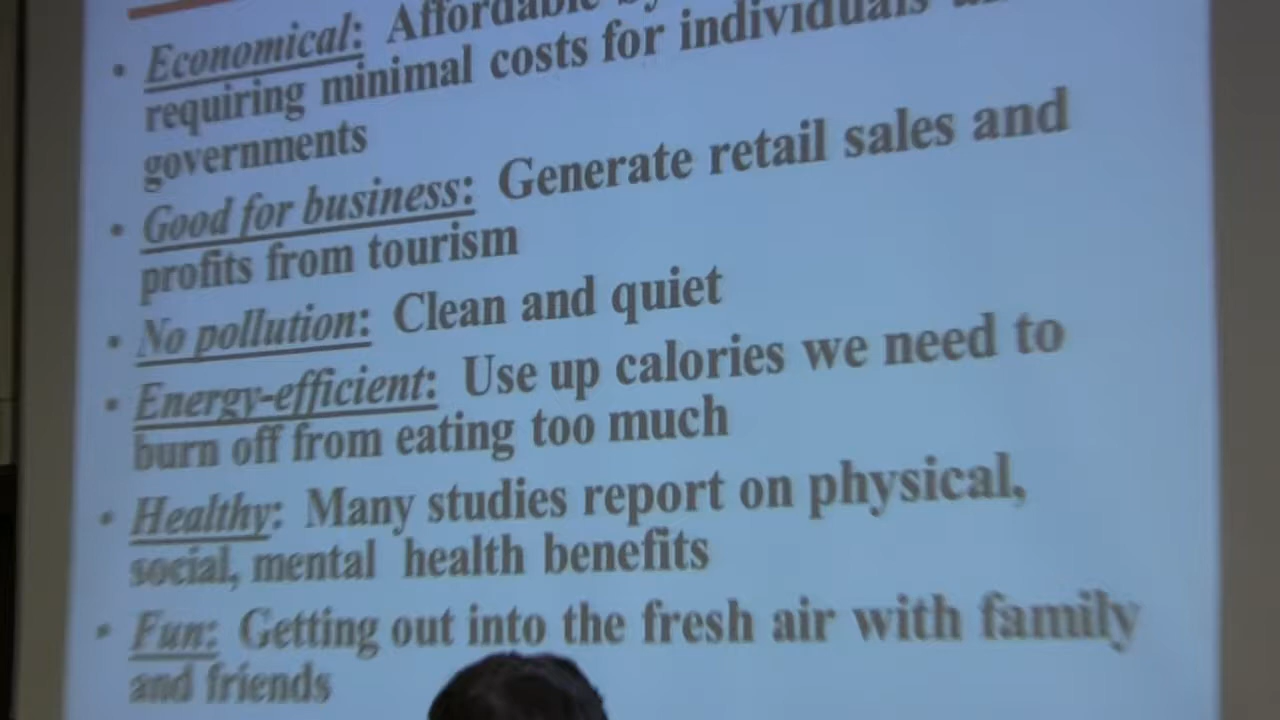 • Economical: Affordable
requiring minimal costs for individuals
governments
• Good for business: Generate retail sales and
profits from tourism
• No pollution: Clean and quiet
• Energy-efficient: Use up calories we need to
burn off from eating too much
• Healthy: Many studies report on physical,
social, mental health benefits
• Fun: Getting out into the fresh air with family
and friends